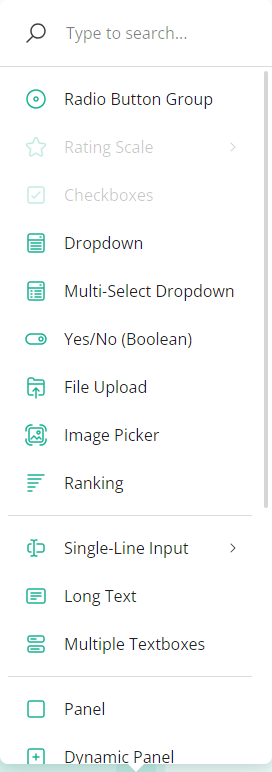 Type to search...
Radio Button Group
Rating Scale
Checkboxes
Dropdown
Multi-Select Dropdown
Yes/No (Boolean)
File Upload
Image Picker
Ranking
Single-Line Input
Long Text
Multiple Textboxes
Panel
Dynamic Panel